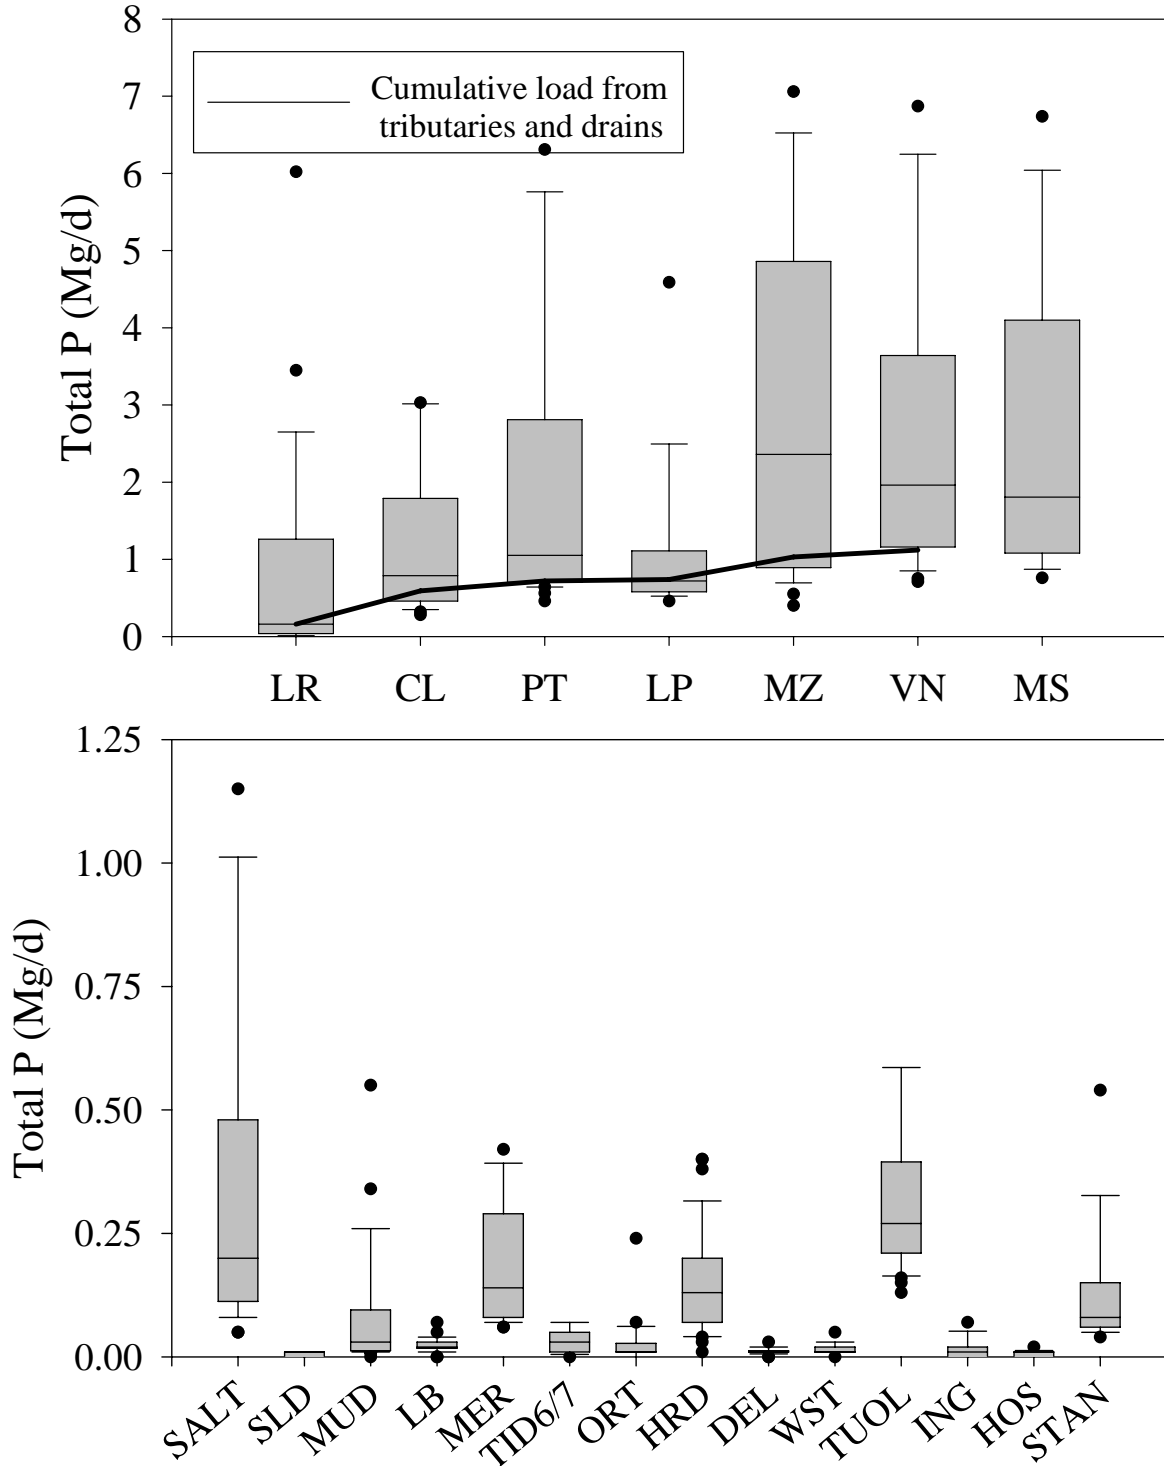 8
7
6
5
4
3
2
1
0
Total P (Mg/d)
Cumulative load from
tributaries and drains
LR CL PT LP MZ VN MS
1.25
1.00
0.75
0.50
0.25
0.00
Total P (Mg/d)
SALT SLD MUD LB MER TID6/7 ORT HRD DEL WST TUOL ING HOS STAN